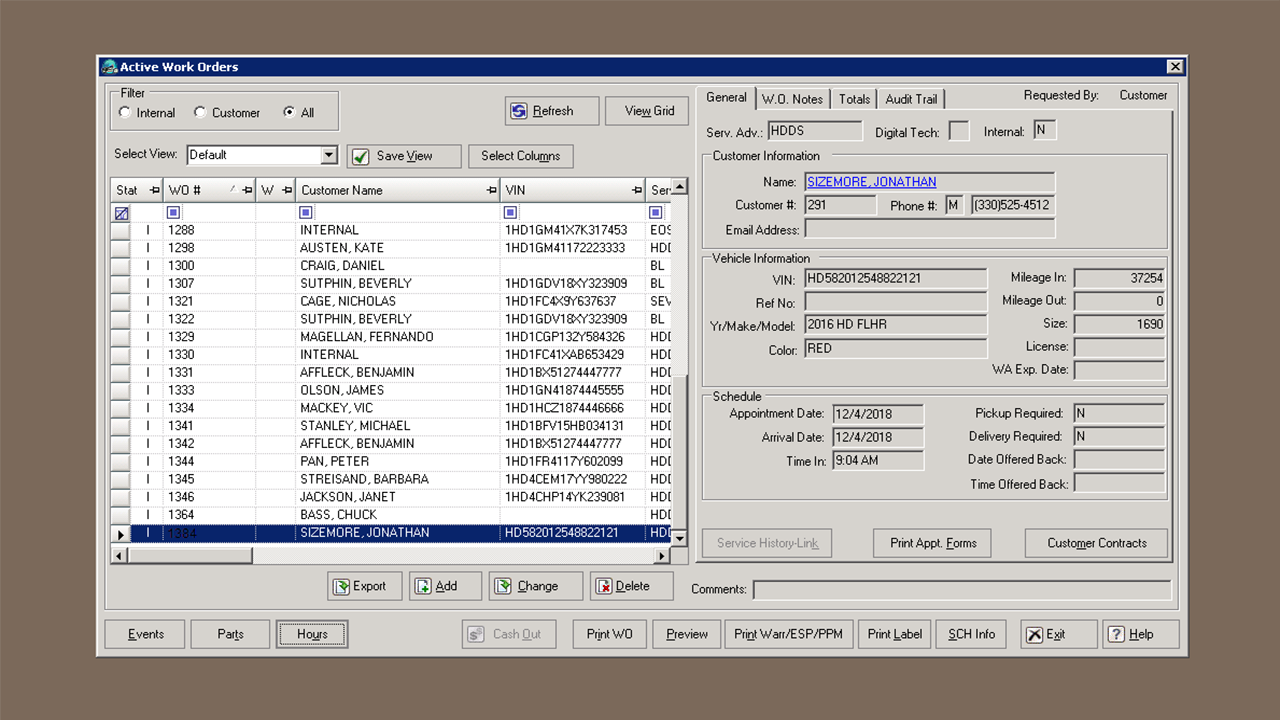 Active Work Orders
Filter
Internal Customer All
Refresh View Grid
Select View: Default Save View Select Columns
Stat WO # W Customer Name VIN Ser
I 1288 INTERNAL 1HD1GM41X7K317453 EOS
I 1298 AUSTEN, KATE 1HD1GM41172223333 HDD
I 1300 CRAIG, DANIEL BL
I 1307 SUTPHIN, BEVERLY 1HD1GDV18XY323909 BL
I 1321 CAGE, NICHOLAS 1HD1FC4X9Y637637 SEV
I 1322 SUTPHIN, BEVERLY 1HD1GDV18XY323909 BL
I 1329 MAGELLAN, FERNANDO 1HD1CGP132Y584326 HDD
I 1330 INTERNAL 1HD1FC41XAB653429 HDD
I 1331 AFFLECK, BENJAMIN 1HD1BX51274447777 HDD
I 1333 OLSON, JAMES 1HD1GN41874445555 HDD
I 1334 MACKEY, VIC 1HD1HCZ1874446666 HDD
I 1341 STANLEY, MICHAEL 1HD1BFV15HB034131 HDD
I 1342 AFFLECK, BENJAMIN 1HD1BX51274447777 HDD
I 1344 PAN, PETER 1HD1FR4117Y602099 HDD
I 1345 STREISAND, BARBARA 1HD4CEM17YY980222 HDD
I 1346 JACKSON, JANET 1HD4CHP14YK239081 HDD
I 1364 BASS, CHUCK
I 1384 SIZEMORE, JONATHAN HD582012548822121 HDD
Export Add Change Delete
General W.O. Notes Totals Audit Trail Requested By: Customer
Serv. Adv.: HDDS Digital Tech: Internal: N
Customer Information
Name: SIZEMORE, JONATHAN
Customer #: 291 Phone #: M (330)525-4512
Email Address:
Vehicle Information
VIN: HD582012548822121 Mileage In: 37254
Ref No: Mileage Out: 0
Yr/Make/Model: 2016 HD FLHR Size: 1690
Color: RED License:
WA Exp. Date:
Schedule
Appointment Date: 12/4/2018 Pickup Required: N
Arrival Date: 12/4/2018 Delivery Required: N
Time In: 9:04 AM Date Offered Back:
Time Offered Back:
Service History-Link Print Appt. Forms Customer Contracts
Comments:
Events Parts Hours Cash Out Print WO Preview Print Warr/ESP/PPM Print Label SCH Info Exit Help